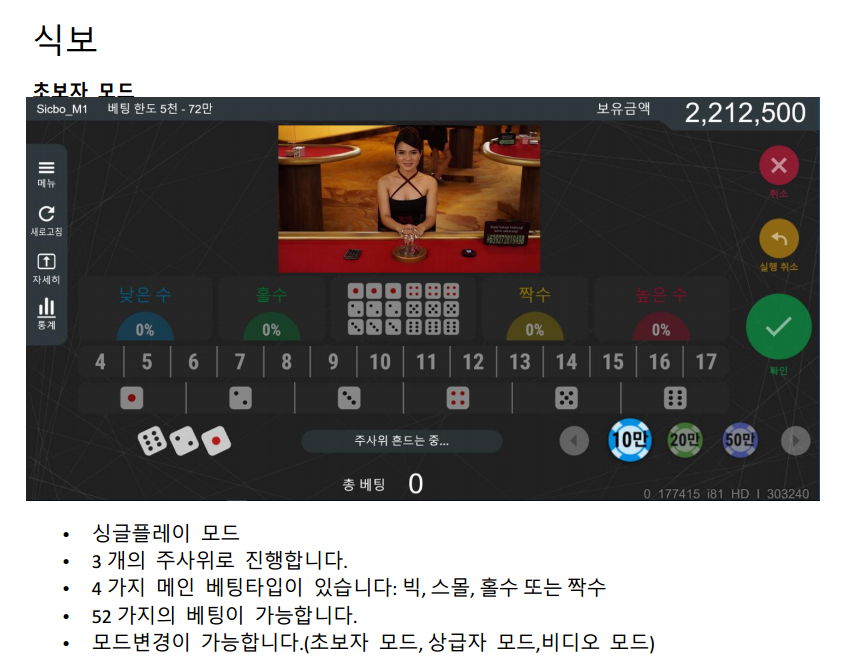 식보
초보자 모드
Sicbo_M1 베팅 한도 5천 - 72만 보유금액 2,212,500
메뉴
새로고침
자세히
통계
취소
실행 취소
확인
낮은 수 홀수 짝수 높은 수
0% 0% 0% 0%
4 5 6 7 8 9 10 11 12 13 14 15 16 17
주사위 흔드는 중... 10만 20만 50만
총 베팅 0
0 177415 i81 HD I 303240
• 싱글플레이 모드
• 3 개의 주사위로 진행합니다.
• 4 가지 메인 베팅타입이 있습니다: 빅, 스몰, 홀수 또는 짝수
• 52 가지의 베팅이 가능합니다.
• 모드변경이 가능합니다.(초보자 모드, 상급자 모드,비디오 모드)